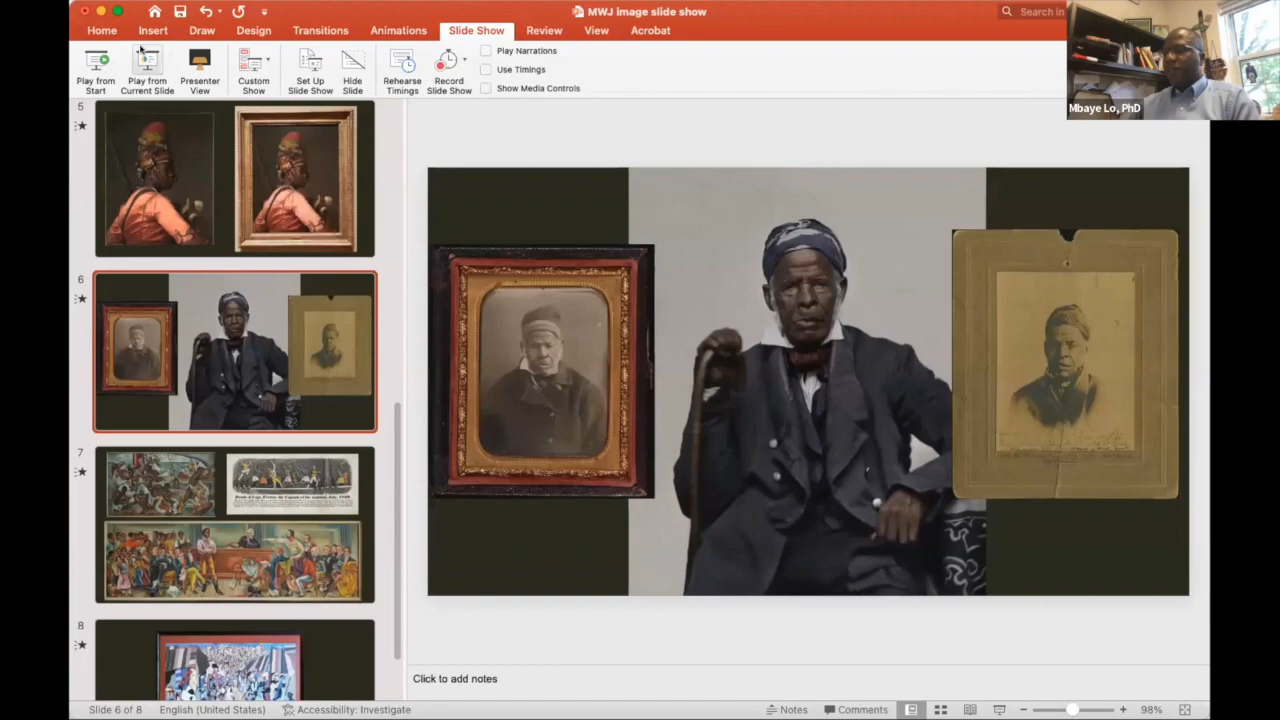 MWJ image slide show
Search in
Home Insert Draw Design Transitions Animations Slide Show Review View Acrobat
Play from Start
Play from Current Slide
Presenter View
Custom Show
Set Up Slide Show
Hide Slide
Rehearse Timings
Record Slide Show
Play Narrations
Use Timings
Show Media Controls
Mbaye Lo, PhD
5
6
7
8
Click to add notes
Slide 6 of 8 English (United States) Accessibility: Investigate Notes Comments 98%